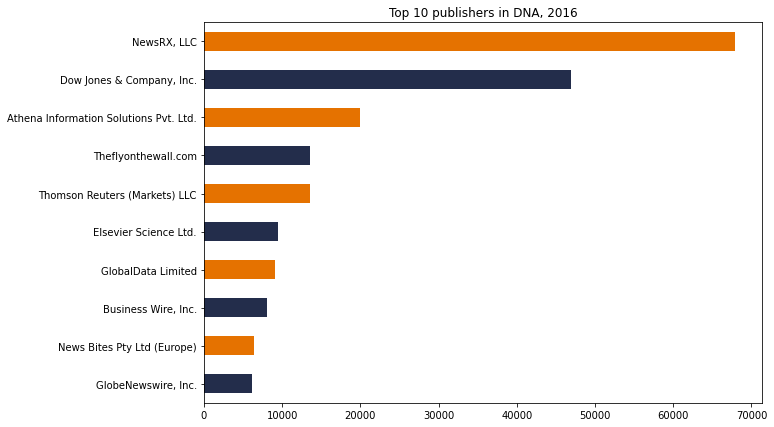 Top 10 publishers in DNA, 2016
NewsRX, LLC
Dow Jones & Company, Inc.
Athena Information Solutions Pvt. Ltd.
Theflyonthewall.com
Thomson Reuters (Markets) LLC
Elsevier Science Ltd.
GlobalData Limited
Business Wire, Inc.
News Bites Pty Ltd (Europe)
GlobeNewswire, Inc.
0 10000 20000 30000 40000 50000 60000 70000